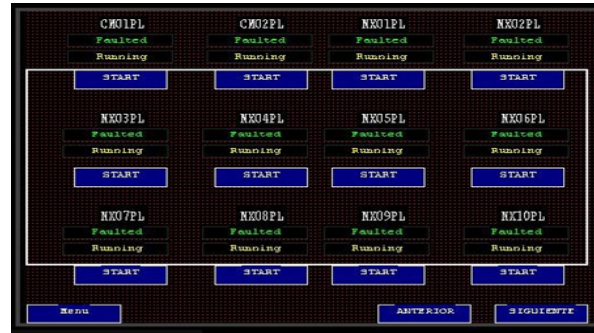 CM01PL CM02PL NX01PL NX02PL
Faulted Faulted Faulted Faulted
Running Running Running Running
START START START START
NX03PL NX04PL NX05PL NX06PL
Faulted Faulted Faulted Faulted
Running Running Running Running
START START START START
NX07PL NX08PL NX09PL NX10PL
Faulted Faulted Faulted Faulted
Running Running Running Running
START START START START
Menu ANTERIOR SIGUIENTE